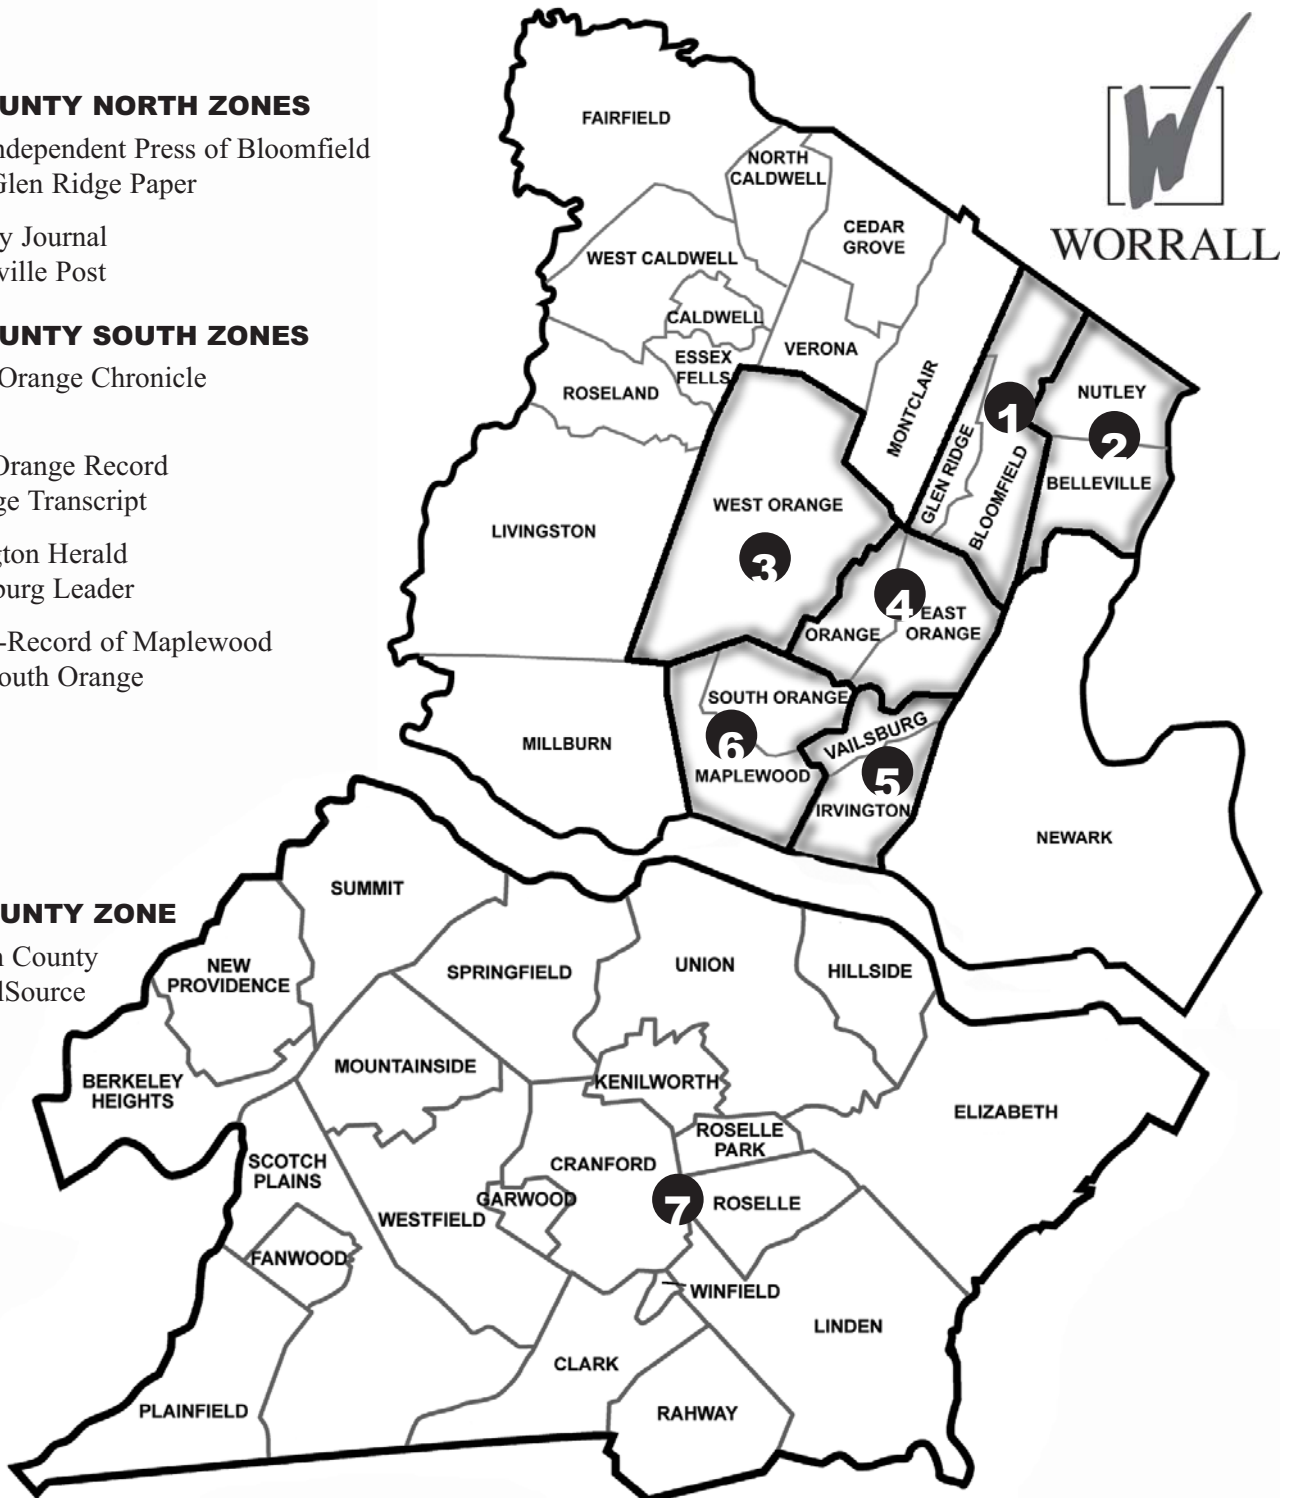 UNTY NORTH ZONES
ndependent Press of Bloomfield
Glen Ridge Paper
y Journal
ville Post
UNTY SOUTH ZONES
Orange Chronicle
Orange Record
ge Transcript
gton Herald
burg Leader
-Record of Maplewood
outh Orange
UNTY ZONE
n County
lSource
WORRALL
FAIRFIELD
NORTH
CALDWELL
CEDAR
GROVE
WEST CALDWELL
CALDWELL
ESSEX
FELLS
VERONA
ROSELAND
MONTCLAIR
GLEN RIDGE
BLOOMFIELD
1
NUTLEY
2
BELLEVILLE
LIVINGSTON
WEST ORANGE
3
4
ORANGE
EAST
ORANGE
MILLBURN
SOUTH ORANGE
6
MAPLEWOOD
VAILSBURG
5
IRVINGTON
NEWARK
SUMMIT
NEW
PROVIDENCE
SPRINGFIELD
UNION
HILLSIDE
BERKELEY
HEIGHTS
MOUNTAINSIDE
KENILWORTH
ELIZABETH
ROSELLE
PARK
SCOTCH
PLAINS
CRANFORD
GARWOOD
7
ROSELLE
WESTFIELD
FANWOOD
WINFIELD
LINDEN
CLARK
PLAINFIELD
RAHWAY